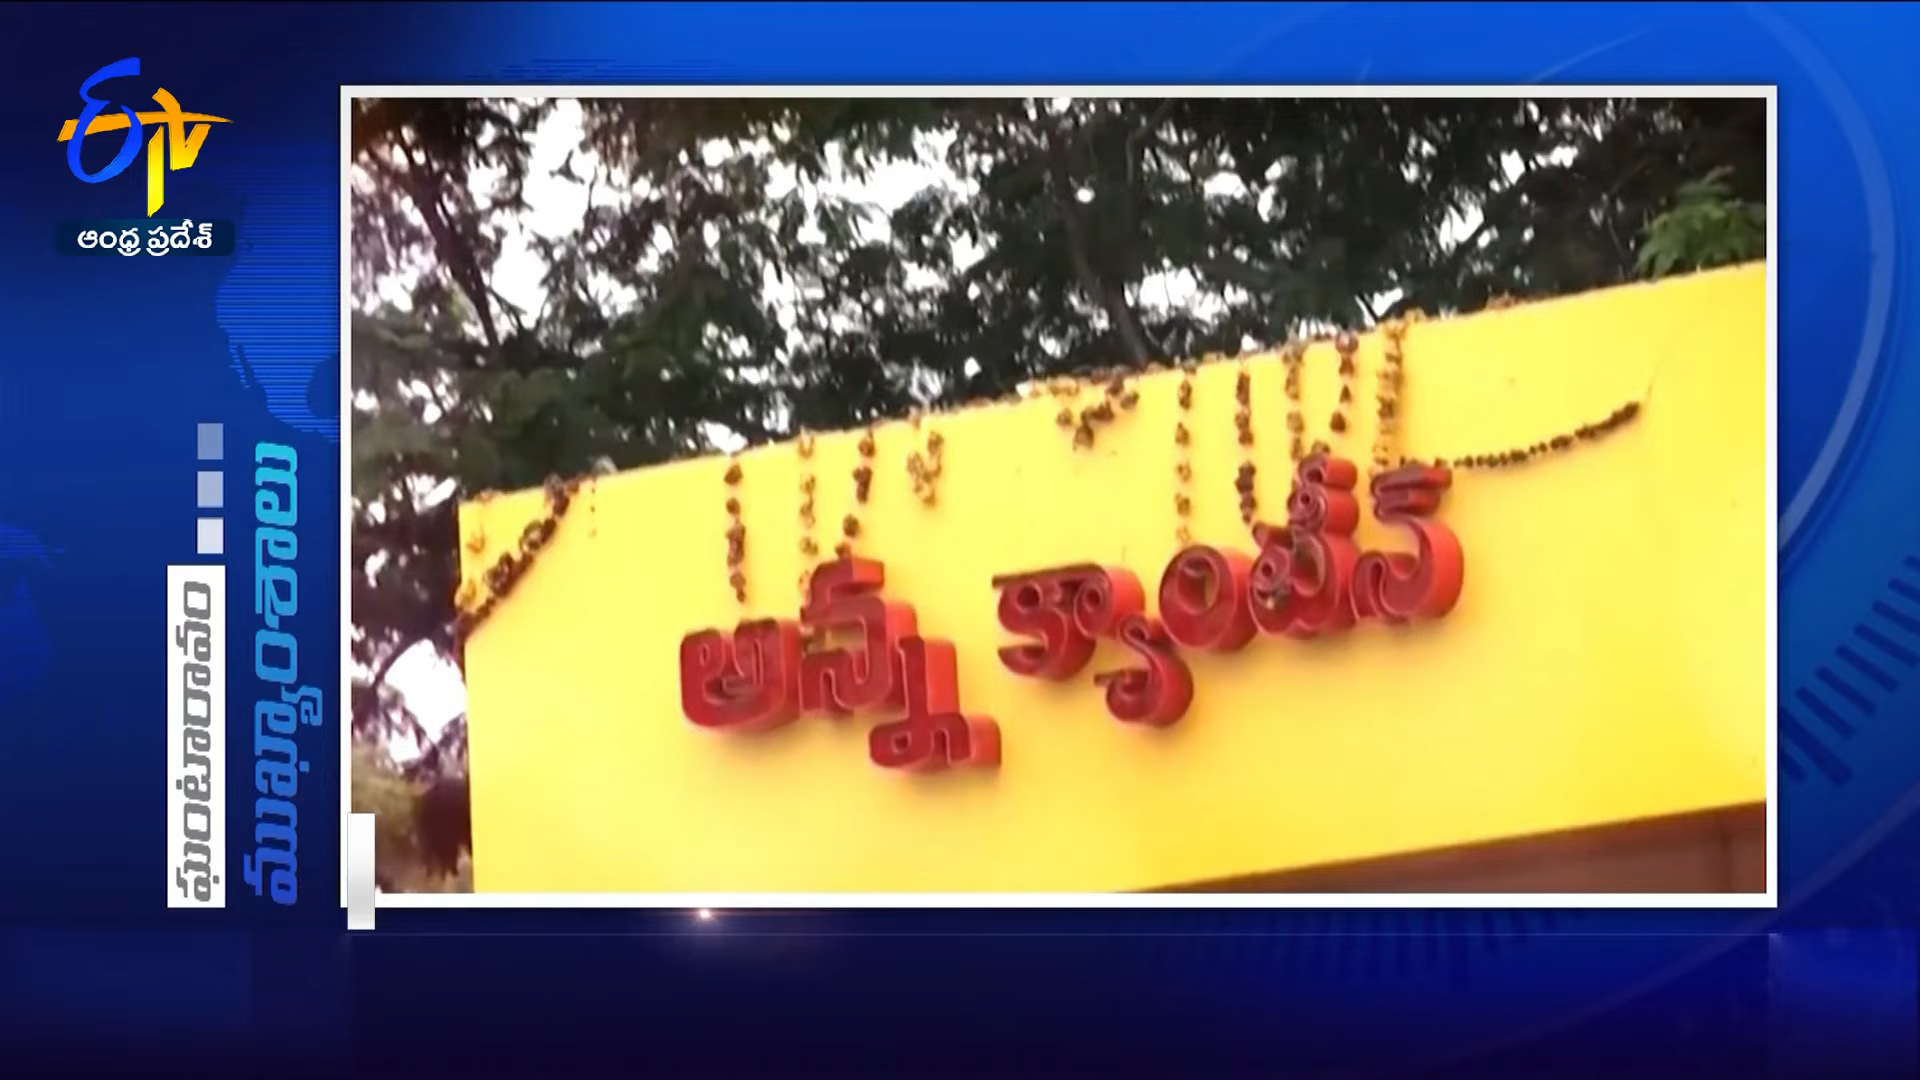 ETV
ఆంధ్ర ప్రదేశ్
ఘంటారావం
ముఖ్యాంశాలు
అన్న క్యాంటీన్